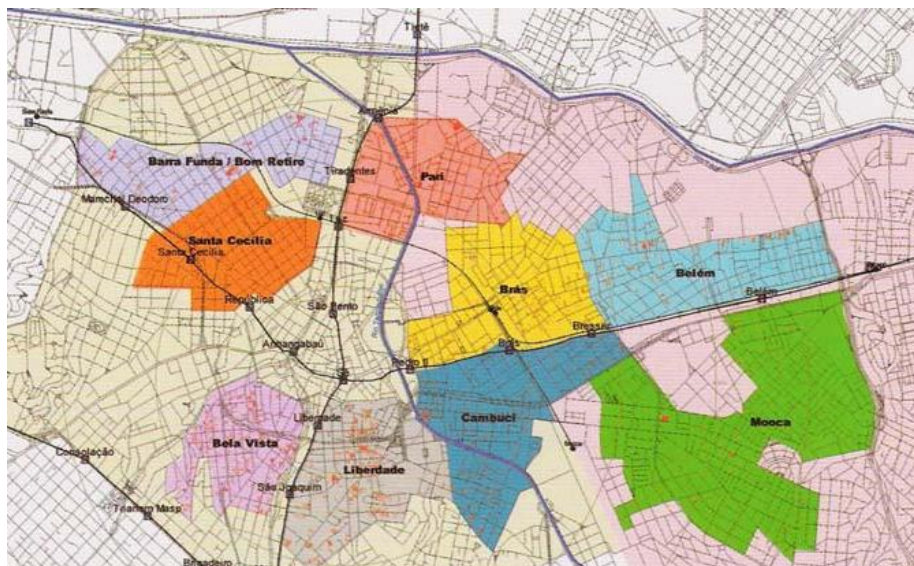 Tietê
Armênia
Barra Funda / Bom Retiro
Tiradentes
Pari
Marechal Deodoro
Santa Cecília
Santa Cecília
Belém
Brás
República
São Bento
Belém
Bresser
Anhangabaú
Brás
Pedro II
Liberdade
Cambuci
Mooca
Bela Vista
Consolação
Liberdade
São Joaquim
Trianon Masp
Brigadeiro